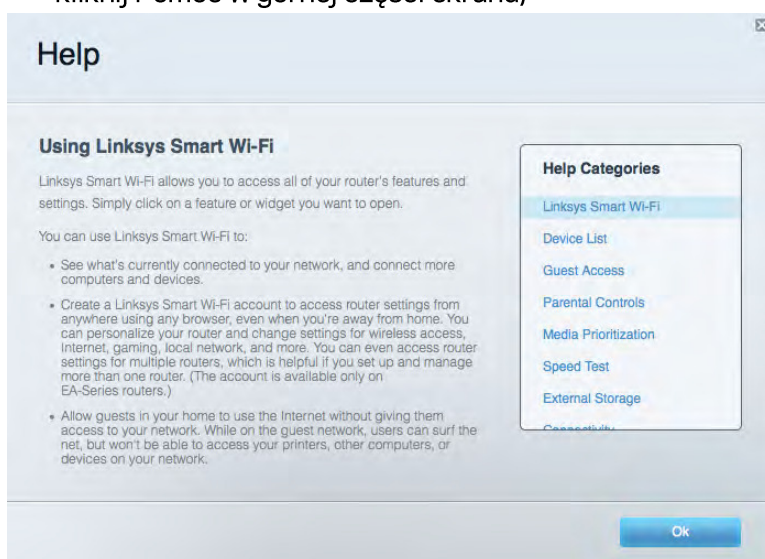 Kliknij Pomoc w górnej części ekranu)
Help
Using Linksys Smart Wi-Fi
Linksys Smart Wi-Fi allows you to access all of your router's features and
settings. Simply click on a feature or widget you want to open.
You can use Linksys Smart Wi-Fi to:
• See what's currently connected to your network, and connect more
computers and devices.
• Create a Linksys Smart Wi-Fi account to access router settings from
anywhere using any browser, even when you're away from home. You
can personalize your router and change settings for wireless access,
Internet, gaming, local network, and more. You can even access router
settings for multiple routers, which is helpful if you set up and manage
more than one router. (The account is available only on
EA-Series routers.)
• Allow guests in your home to use the Internet without giving them
access to your network. While on the guest network, users can surf the
net, but won't be able to access your printers, other computers, or
devices on your network.
Help Categories
Linksys Smart Wi-Fi
Device List
Guest Access
Parental Controls
Media Prioritization
Speed Test
External Storage
Connectivity
Ok